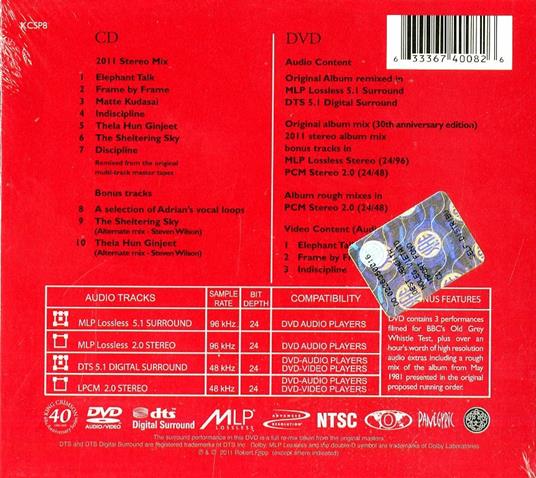 KCSP8
CD
2011 Stereo Mix
1 Elephant Talk
2 Frame by Frame
3 Matte Kudasai
4 Indiscipline
5 Thela Hun Ginjeet
6 The Sheltering Sky
7 Discipline
Remixed from the original
multi-track master tapes
Bonus tracks
8 A selection of Adrian's vocal loops
9 The Sheltering Sky
(Alternate mix - Steven Wilson)
10 Thela Hun Ginjeet
(Alternate mix - Steven Wilson)
DVD
Audio Content
Original Album remixed in
MLP Lossless 5.1 Surround
DTS 5.1 Digital Surround
Original album mix (30th anniversary edition)
2011 stereo album mix
bonus tracks in
MLP Lossless Stereo (24/96)
PCM Stereo 2.0 (24/48)
Album rough mixes in
PCM Stereo 2.0 (24/48)
Video Content
1 Elephant
2 Frame by
3 Indiscipline
6 33367 40082 6
AUDIO TRACKS SAMPLE RATE BIT DEPTH COMPATIBILITY
MLP Lossless 5.1 SURROUND 96 kHz 24 DVD AUDIO PLAYERS
MLP Lossless 2.0 STEREO 96 kHz 24 DVD AUDIO PLAYERS
DTS 5.1 DIGITAL SURROUND 48 kHz 24 DVD-AUDIO PLAYERS
DVD-VIDEO PLAYERS
LPCM 2.0 STEREO 48 kHz 24 DVD-AUDIO PLAYERS
DVD-VIDEO PLAYERS
FEATURES
DVD contains 3 performances
filmed for BBC's Old Grey
Whistle Test, plus over an
hour's worth of high resolution
audio extras including a rough
mix of the album from May
1981 presented in the original
proposed running order.
KING CRIMSON
40
DVD
AUDIO/VIDEO
dts
Digital Surround
MLP
LOSSLESS
ADVANCED
RESOLUTION
NTSC
PANEGYRIC
The surround performance in this DVD is a full re-mix taken from the original masters.
DTS and DTS Digital Surround are registered trademarks of DTS Inc. Dolby, MLP Lossless and the double-D symbol are trademarks of Dolby Laboratories.
℗ & © 2011 Robert Fripp (except where indicated)